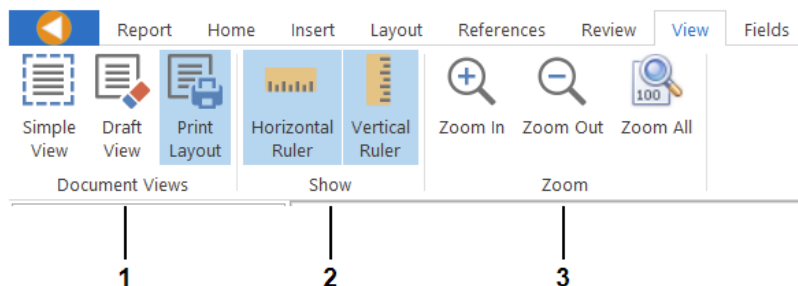 Report Home Insert Layout References Review View Fields
Simple View
Draft View
Print Layout
Horizontal Ruler
Vertical Ruler
Zoom In
Zoom Out
100
Zoom All
Document Views
Show
Zoom
1 2 3